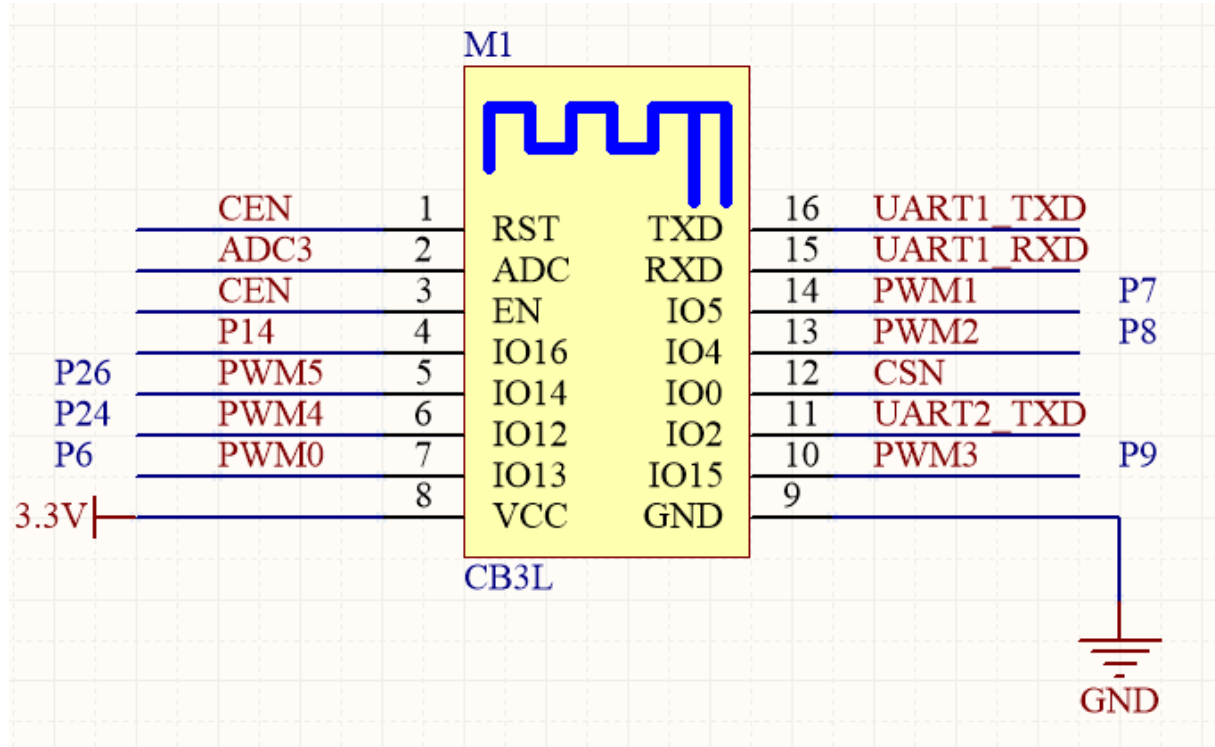 M1
CEN 1 RST TXD 16 UART1_TXD
ADC3 2 ADC RXD 15 UART1_RXD
CEN 3 EN IO5 14 PWM1 P7
P14 4 IO16 IO4 13 PWM2 P8
P26 PWM5 5 IO14 IO0 12 CSN
P24 PWM4 6 IO12 IO2 11 UART2_TXD
P6 PWM0 7 IO13 IO15 10 PWM3 P9
3.3V 8 VCC GND 9
CB3L
GND